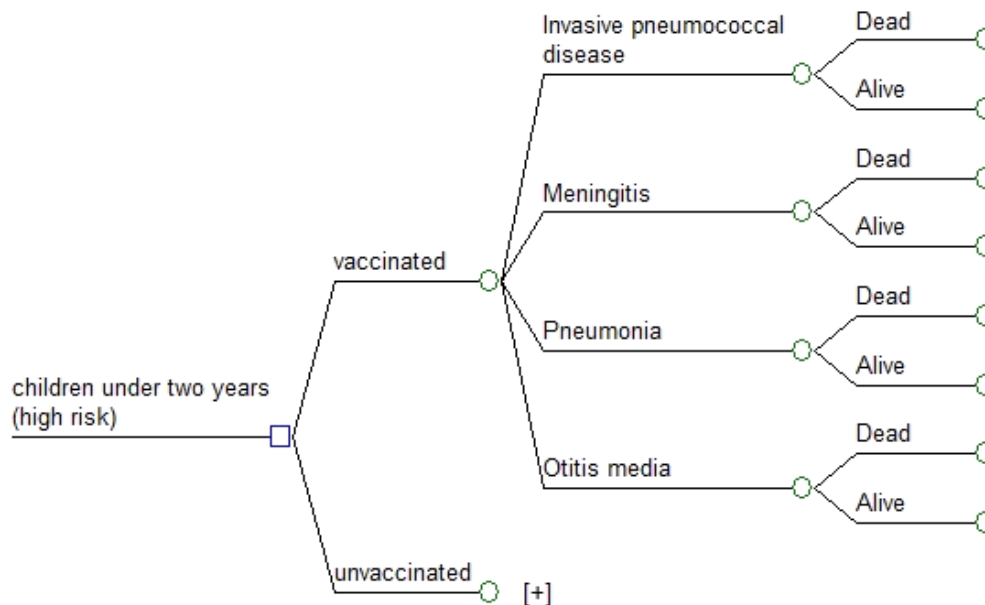 Invasive pneumococcal
disease
Dead
Alive
Meningitis
Dead
Alive
vaccinated
Pneumonia
Dead
Alive
children under two years
(high risk)
Otitis media
Dead
Alive
unvaccinated
[+]